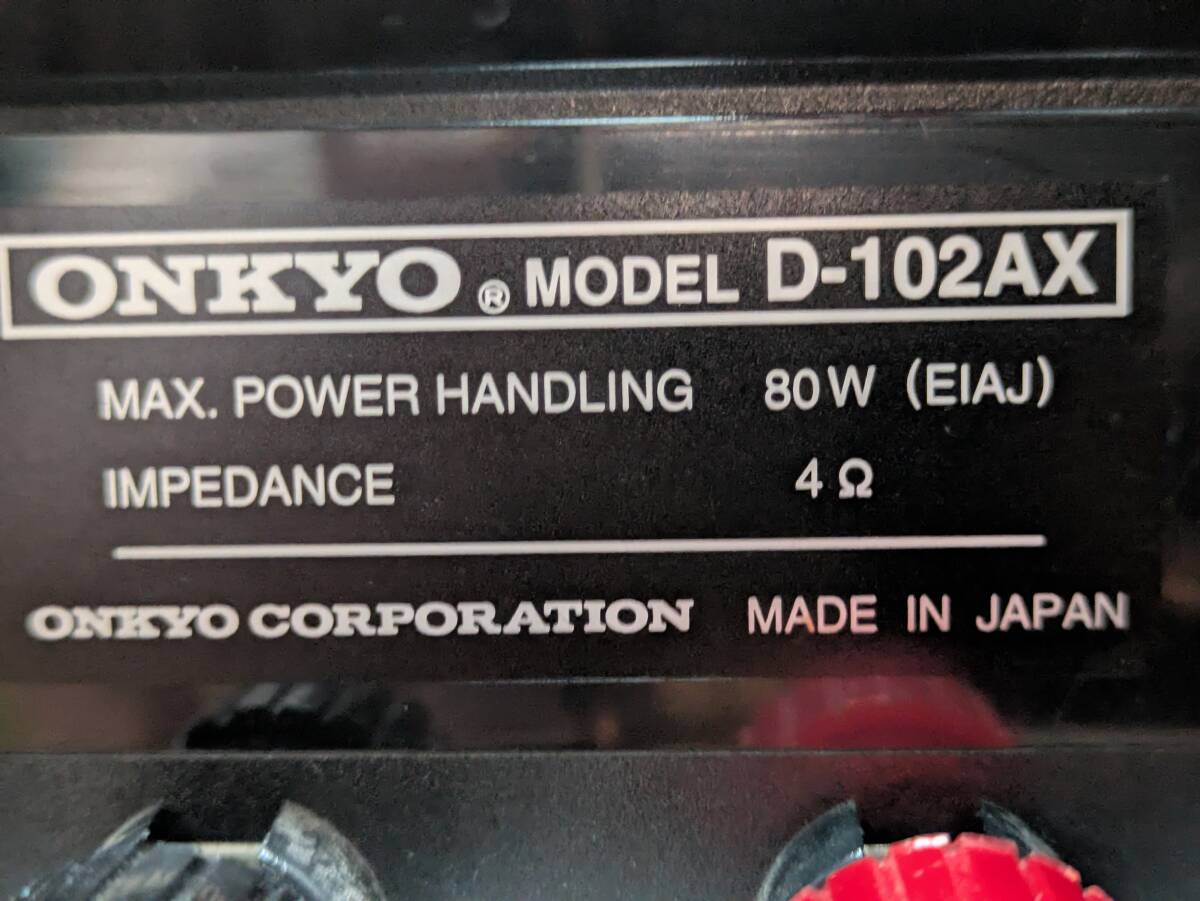 ONKYO® MODEL D-102AX
MAX. POWER HANDLING 80W (EIAJ)
IMPEDANCE 4Ω
ONKYO CORPORATION MADE IN JAPAN